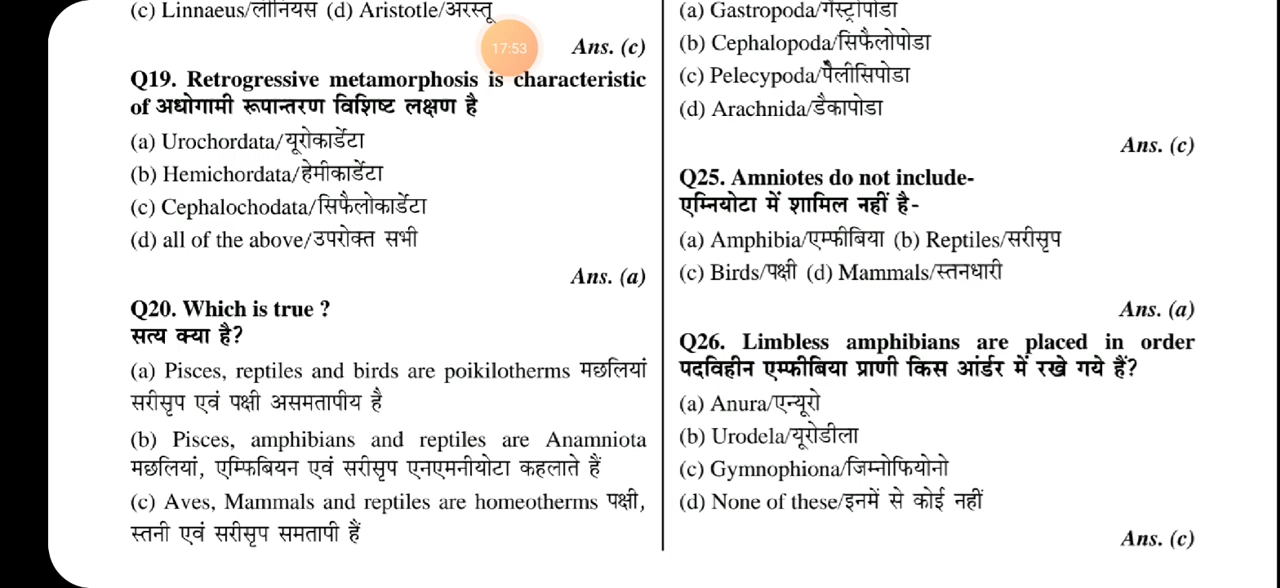 (c) Linnaeus/लीनियस (d) Aristotle/अरस्तू
Ans. (c)
17:53
Q19. Retrogressive metamorphosis is characteristic
of अधोगामी रूपान्तरण विशिष्ट लक्षण है
(a) Urochordata/यूरोकार्डेटा
(b) Hemichordata/हेमीकार्डेटा
(c) Cephalochodata/सिफैलोकार्डेटा
(d) all of the above/उपरोक्त सभी
Ans. (a)
Q20. Which is true ?
सत्य क्या है?
(a) Pisces, reptiles and birds are poikilotherms मछलियां
सरीसृप एवं पक्षी असमतापीय है
(b) Pisces, amphibians and reptiles are Anamniota
मछलियां, एम्फिबियन एवं सरीसृप एनएमनीयोटा कहलाते हैं
(c) Aves, Mammals and reptiles are homeotherms पक्षी,
स्तनी एवं सरीसृप समतापी हैं
(a) Gastropoda/गैस्ट्रोपोडा
(b) Cephalopoda/सिफैलोपोडा
(c) Pelecypoda/पैलीसिपोडा
(d) Arachnida/डैकापोडा
Ans. (c)
Q25. Amniotes do not include-
एम्नियोटा में शामिल नहीं है-
(a) Amphibia/एम्फीबिया (b) Reptiles/सरीसृप
(c) Birds/पक्षी (d) Mammals/स्तनधारी
Ans. (a)
Q26. Limbless amphibians are placed in order
पदविहीन एम्फीबिया प्राणी किस आंर्डर में रखे गये हैं?
(a) Anura/एन्यूरो
(b) Urodela/यूरोडीला
(c) Gymnophiona/जिम्नोफियोनो
(d) None of these/इनमें से कोई नहीं
Ans. (c)